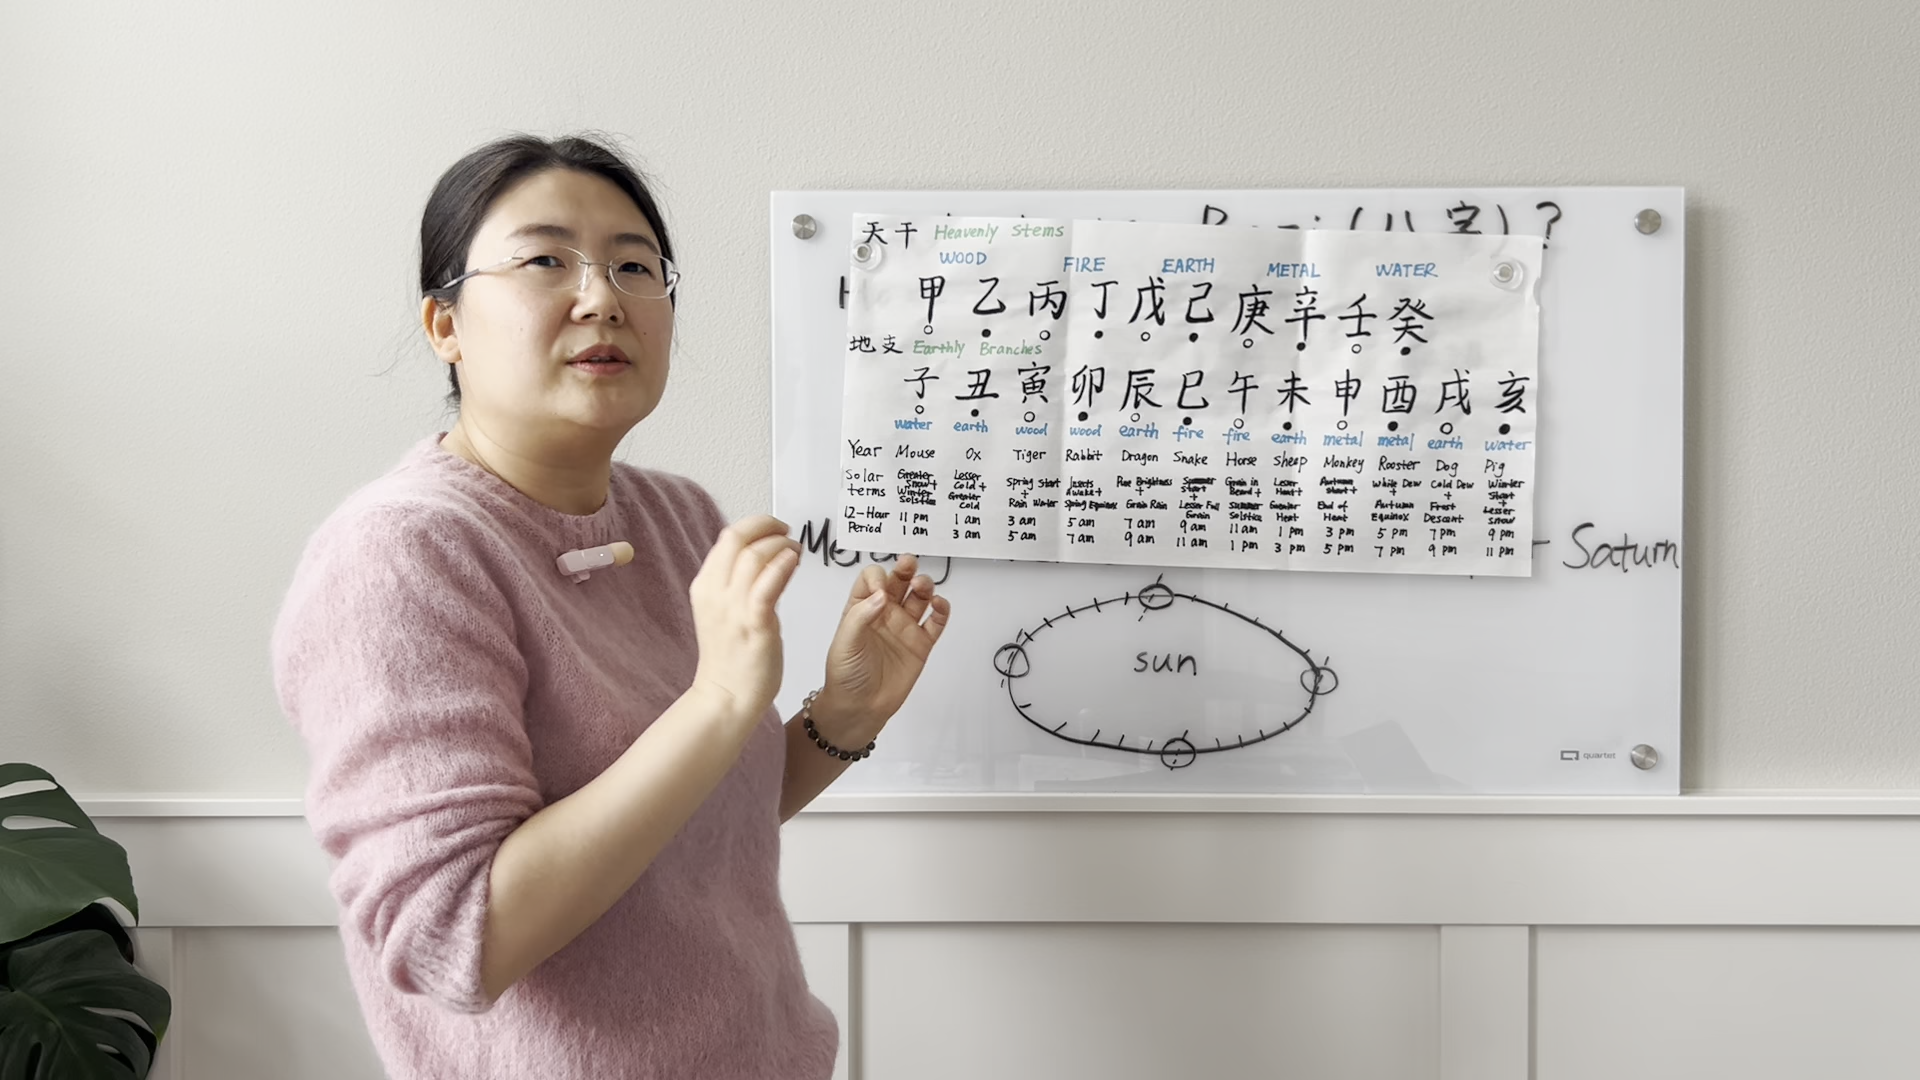 (八字)?
天干 Heavenly Stems
WOOD FIRE EARTH METAL WATER
甲 乙 丙 丁 戊 己 庚 辛 壬 癸
地支 Earthly Branches
子 丑 寅 卯 辰 巳 午 未 申 酉 戌 亥
water earth wood wood earth fire fire earth metal metal earth water
Year Mouse Ox Tiger Rabbit Dragon Snake Horse Sheep Monkey Rooster Dog Pig
Solar terms
Greater Snow + Winter Solstice
Lesser Cold + Greater Cold
Spring Start + Rain Water
Insects Awake + Spring Equinox
Pure Brightness + Grain Rain
Summer Start + Lesser Full Grain
Grain in Beard + Summer Solstice
Lesser Heat + Greater Heat
Autumn Start + End of Heat
White Dew + Autumn Equinox
Cold Dew + Frost Descent
Winter Start + Lesser Snow
12-Hour Period
11 pm 1 am 3 am 5 am 7 am 9 am 11 am 1 pm 3 pm 5 pm 7 pm 9 pm
1 am 3 am 5 am 7 am 9 am 11 am 1 pm 3 pm 5 pm 7 pm 9 pm 11 pm
Saturn
sun
quartet